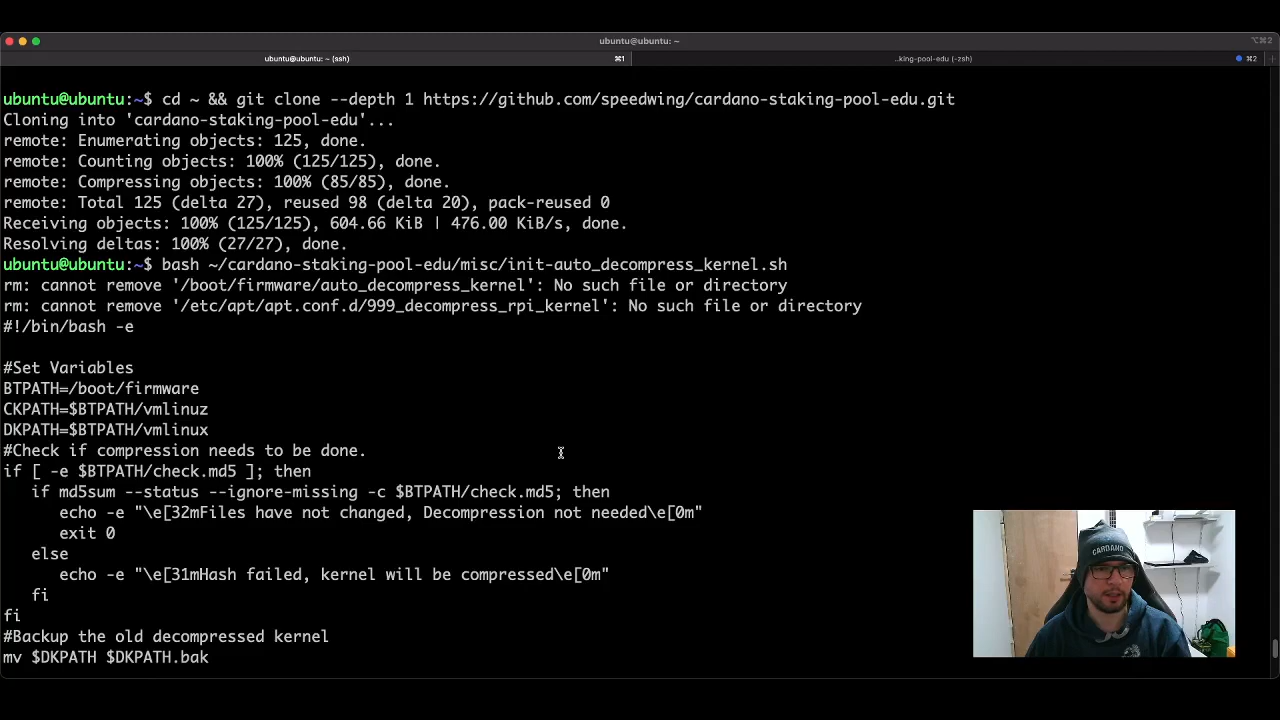 ubuntu@ubuntu: ~
⌥⌘2
ubuntu@ubuntu: ~ (ssh)
⌘1
..king-pool-edu (-zsh)
⌘2
ubuntu@ubuntu:~$ cd ~ && git clone --depth 1 https://github.com/speedwing/cardano-staking-pool-edu.git
Cloning into 'cardano-staking-pool-edu'...
remote: Enumerating objects: 125, done.
remote: Counting objects: 100% (125/125), done.
remote: Compressing objects: 100% (85/85), done.
remote: Total 125 (delta 27), reused 98 (delta 20), pack-reused 0
Receiving objects: 100% (125/125), 604.66 KiB | 476.00 KiB/s, done.
Resolving deltas: 100% (27/27), done.
ubuntu@ubuntu:~$ bash ~/cardano-staking-pool-edu/misc/init-auto_decompress_kernel.sh
rm: cannot remove '/boot/firmware/auto_decompress_kernel': No such file or directory
rm: cannot remove '/etc/apt/apt.conf.d/999_decompress_rpi_kernel': No such file or directory
#!/bin/bash -e
#Set Variables
BTPATH=/boot/firmware
CKPATH=$BTPATH/vmlinuz
DKPATH=$BTPATH/vmlinux
#Check if compression needs to be done.
if [ -e $BTPATH/check.md5 ]; then
   if md5sum --status --ignore-missing -c $BTPATH/check.md5; then
      echo -e "\e[32mFiles have not changed, Decompression not needed\e[0m"
      exit 0
   else
      echo -e "\e[31mHash failed, kernel will be compressed\e[0m"
   fi
fi
#Backup the old decompressed kernel
mv $DKPATH $DKPATH.bak
CARDANO